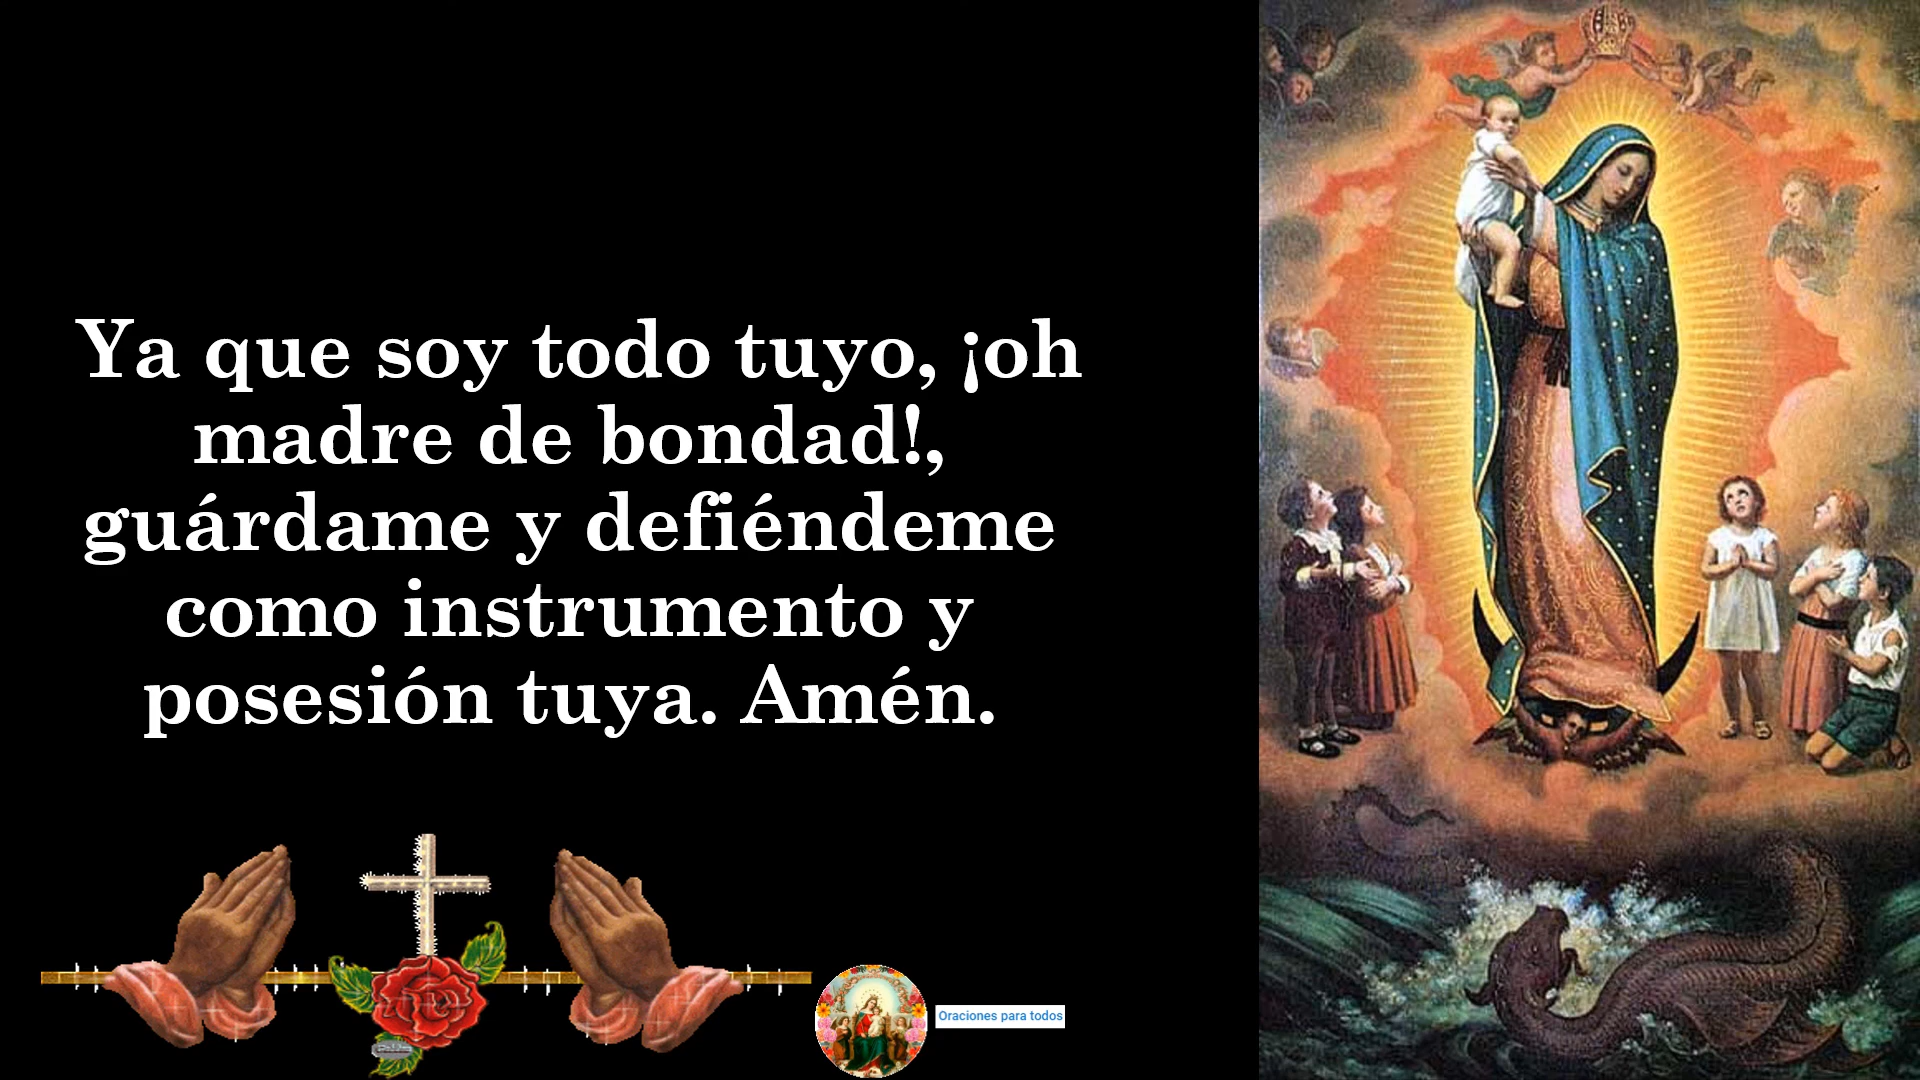 Ya que soy todo tuyo, ¡oh
madre de bondad!,
guárdame y defiéndeme
como instrumento y
posesión tuya. Amén.
Oraciones para todos